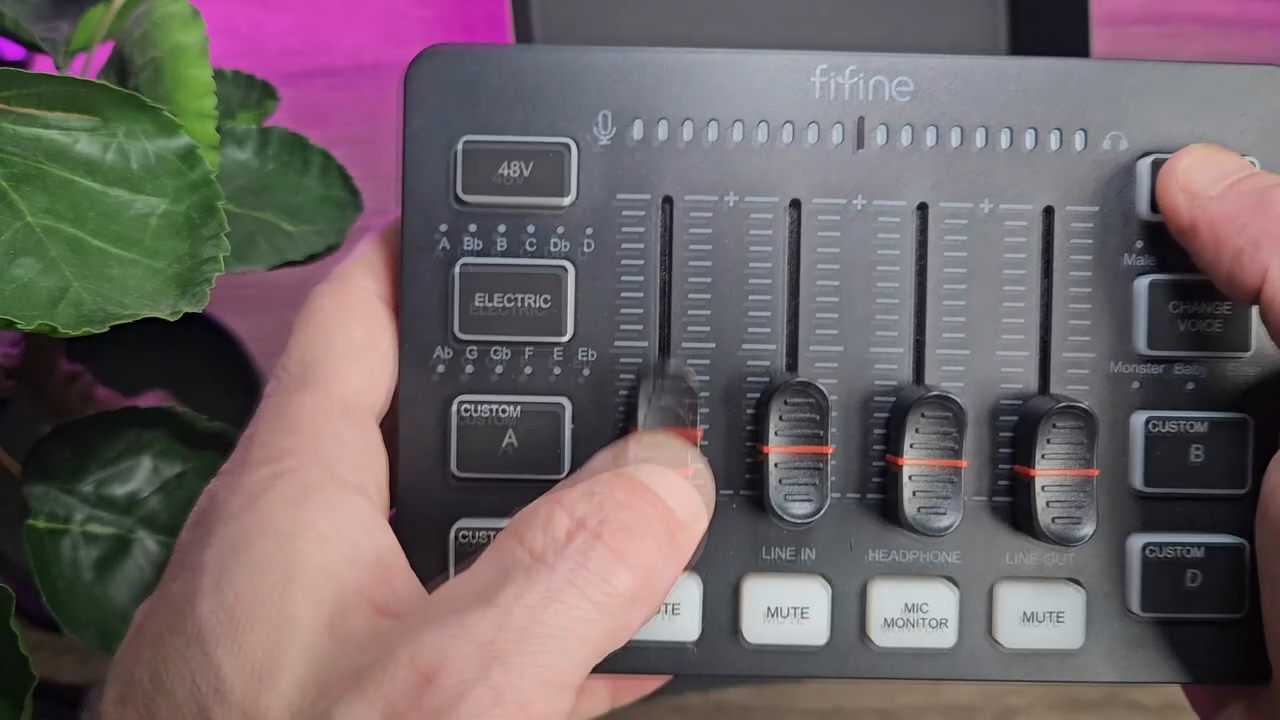 fifine
48V
A Bb B C Db D
ELECTRIC
Ab G Gb F E Eb
CUSTOM
A
Male
CHANGE
VOICE
Monster Baby
CUSTOM
B
CUSTOM
D
LINE IN
HEADPHONE
LINE OUT
MUTE
MIC
MONITOR
MUTE